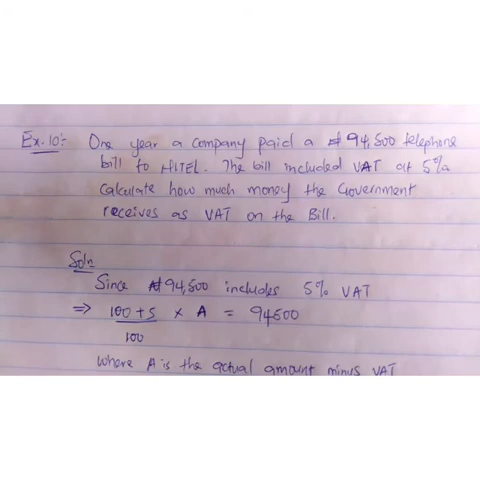 Ex.10:- One year a company paid a ₦94,500 telephone
bill to NITEL. The bill included VAT at 5%
Calculate how much money the Government
receives as VAT on the Bill.
Soln
Since ₦94,500 includes 5% VAT
⇒ 100 + 5 × A = 94500
100
where A is the actual amount minus VAT